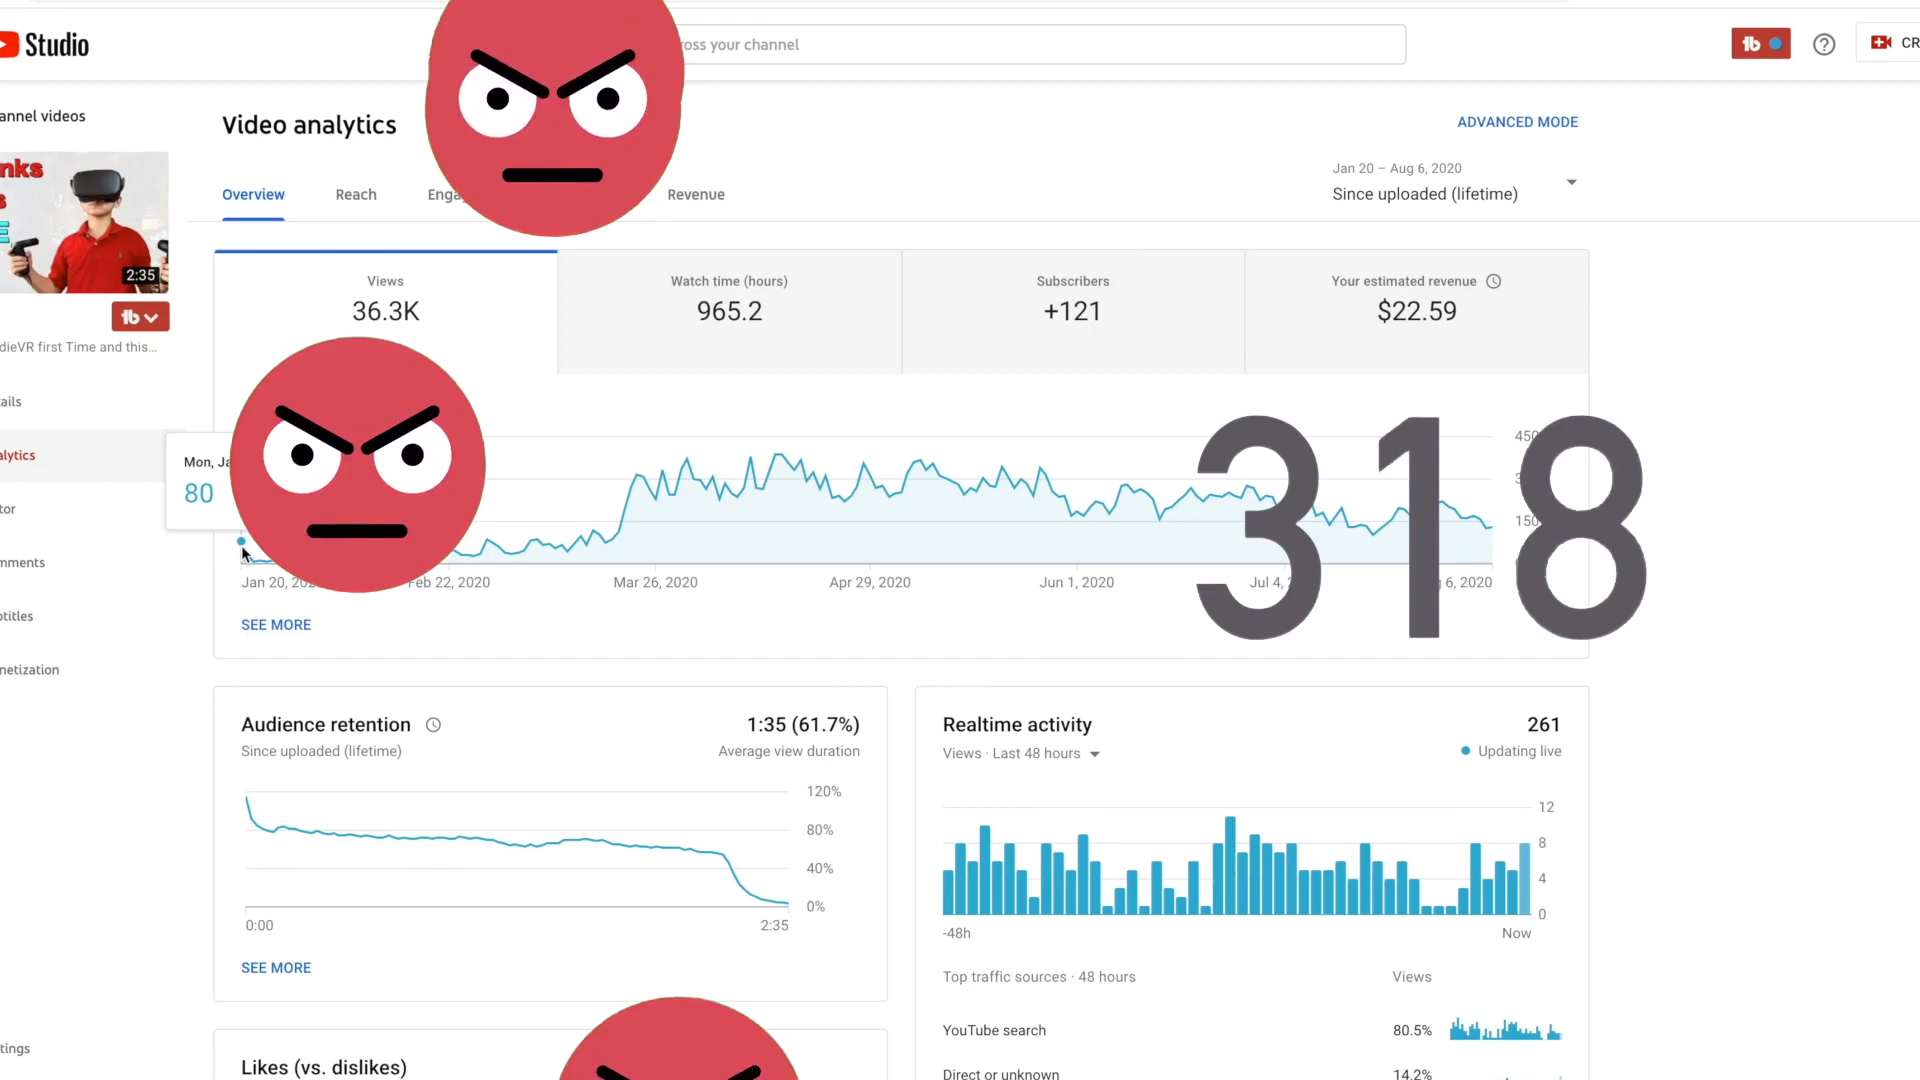 Studio
ross your channel
CR
annel videos
Video analytics
ADVANCED MODE
nks
s
E
2:35
Jan 20 – Aug 6, 2020
Since uploaded (lifetime)
Overview
Reach
Enga
Revenue
Views
36.3K
Watch time (hours)
965.2
Subscribers
+121
Your estimated revenue
$22.59
dieVR first Time and this...
ails
alytics
tor
mments
btitles
netization
tings
Mon, Ja
80
318
450
3
150
Jan 20, 202
Feb 22, 2020
Mar 26, 2020
Apr 29, 2020
Jun 1, 2020
Jul 4,
g 6, 2020
SEE MORE
Audience retention
1:35 (61.7%)
Since uploaded (lifetime)
Average view duration
120%
80%
40%
0%
0:00
2:35
SEE MORE
Likes (vs. dislikes)
Realtime activity
261
Views · Last 48 hours
Updating live
12
8
4
0
-48h
Now
Top traffic sources · 48 hours
Views
YouTube search
80.5%
Direct or unknown
14.2%